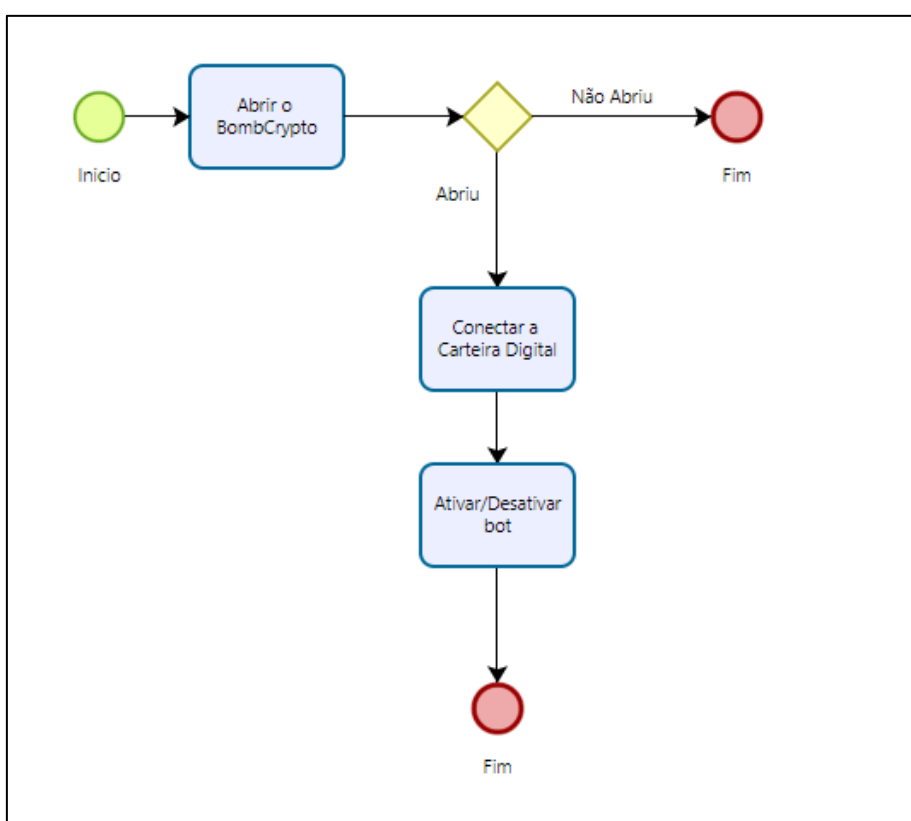 Abrir o
BombCrypto
Não Abriu
Inicio
Fim
Abriu
Conectar a
Carteira Digital
Ativar/Desativar
bot
Fim